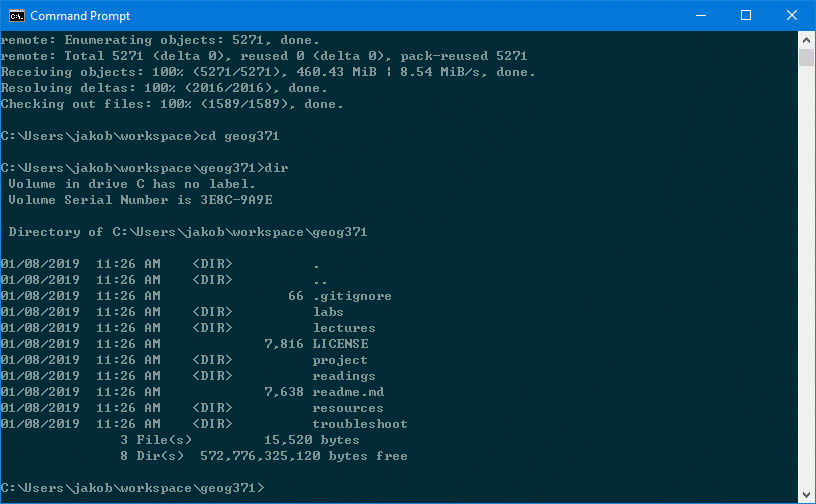 Command Prompt
remote: Enumerating objects: 5271, done.
remote: Total 5271 (delta 0), reused 0 (delta 0), pack-reused 5271
Receiving objects: 100% (5271/5271), 460.43 MiB ¦ 8.54 MiB/s, done.
Resolving deltas: 100% (2016/2016), done.
Checking out files: 100% (1589/1589), done.
C:\Users\jakob\workspace>cd geog371
C:\Users\jakob\workspace\geog371>dir
 Volume in drive C has no label.
 Volume Serial Number is 3E8C-9A9E
 Directory of C:\Users\jakob\workspace\geog371
01/08/2019  11:26 AM    <DIR>          .
01/08/2019  11:26 AM    <DIR>          ..
01/08/2019  11:26 AM                66 .gitignore
01/08/2019  11:26 AM    <DIR>          labs
01/08/2019  11:26 AM    <DIR>          lectures
01/08/2019  11:26 AM             7,816 LICENSE
01/08/2019  11:26 AM    <DIR>          project
01/08/2019  11:26 AM    <DIR>          readings
01/08/2019  11:26 AM             7,638 readme.md
01/08/2019  11:26 AM    <DIR>          resources
01/08/2019  11:26 AM    <DIR>          troubleshoot
               3 File(s)         15,520 bytes
               8 Dir(s)  572,776,325,120 bytes free
C:\Users\jakob\workspace\geog371>